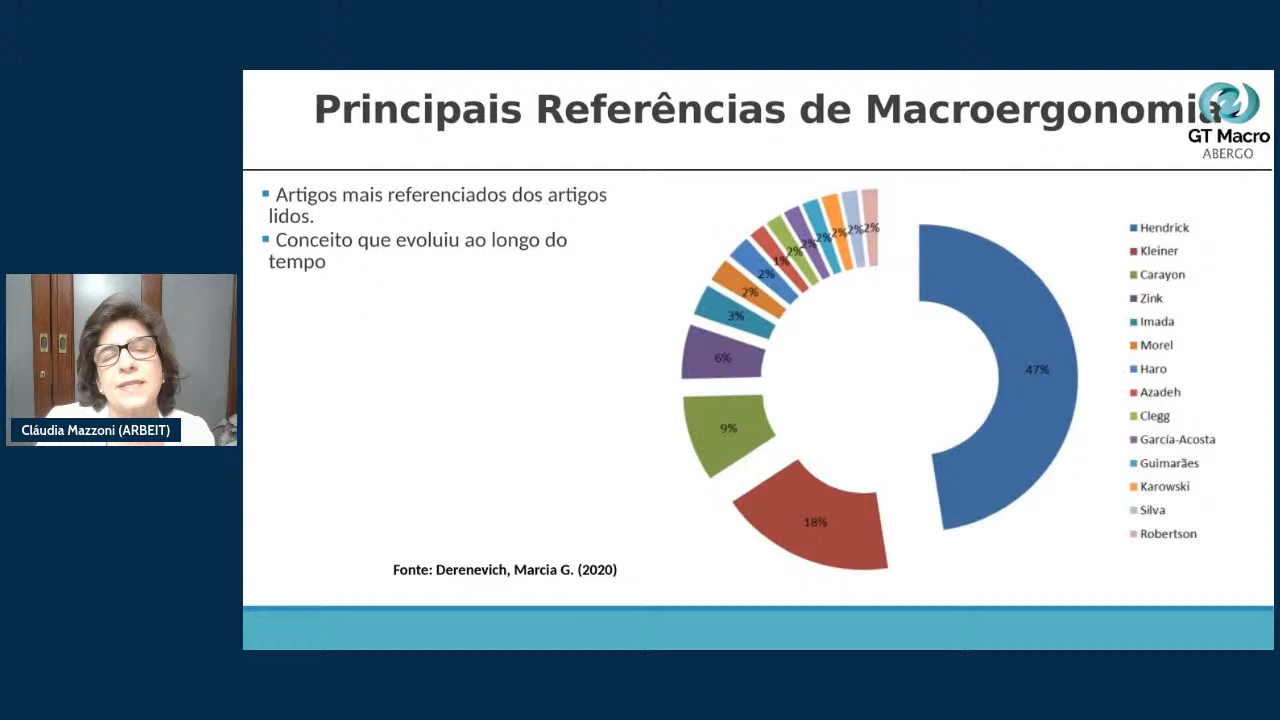 Principais Referências de Macroergonomia
GT Macro
ABERGO
▪ Artigos mais referenciados dos artigos
lidos.
▪ Conceito que evoluiu ao longo do
tempo
47%
18%
9%
6%
3%
2%
2%
1%
2%
2%
2%
2%
2%
2%
Hendrick
Kleiner
Carayon
Zink
Imada
Morel
Haro
Azadeh
Clegg
García-Acosta
Guimarães
Karowski
Silva
Robertson
Fonte: Derenevich, Marcia G. (2020)
Cláudia Mazzoni (ARBEIT)